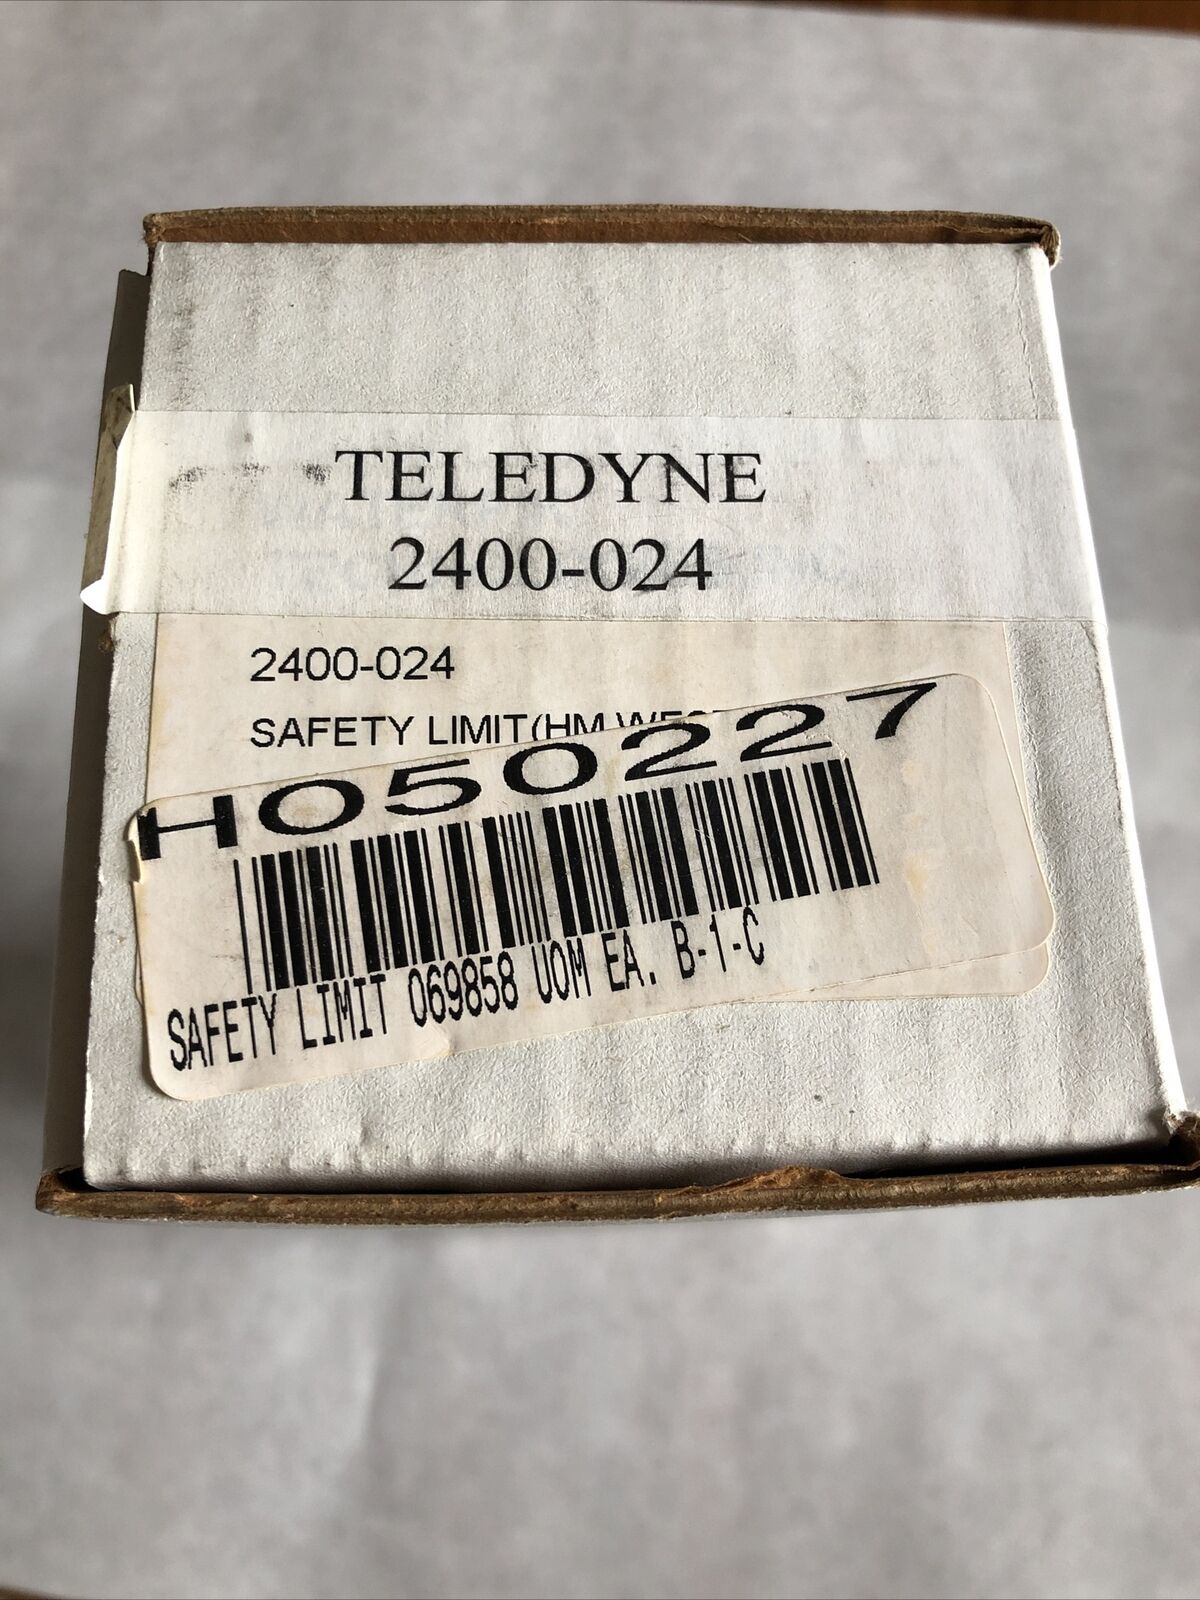 TELEDYNE
2400-024
2400-024
SAFETY LIMIT(HM
H050227
SAFETY LIMIT 069858 UOM EA. B-1-C